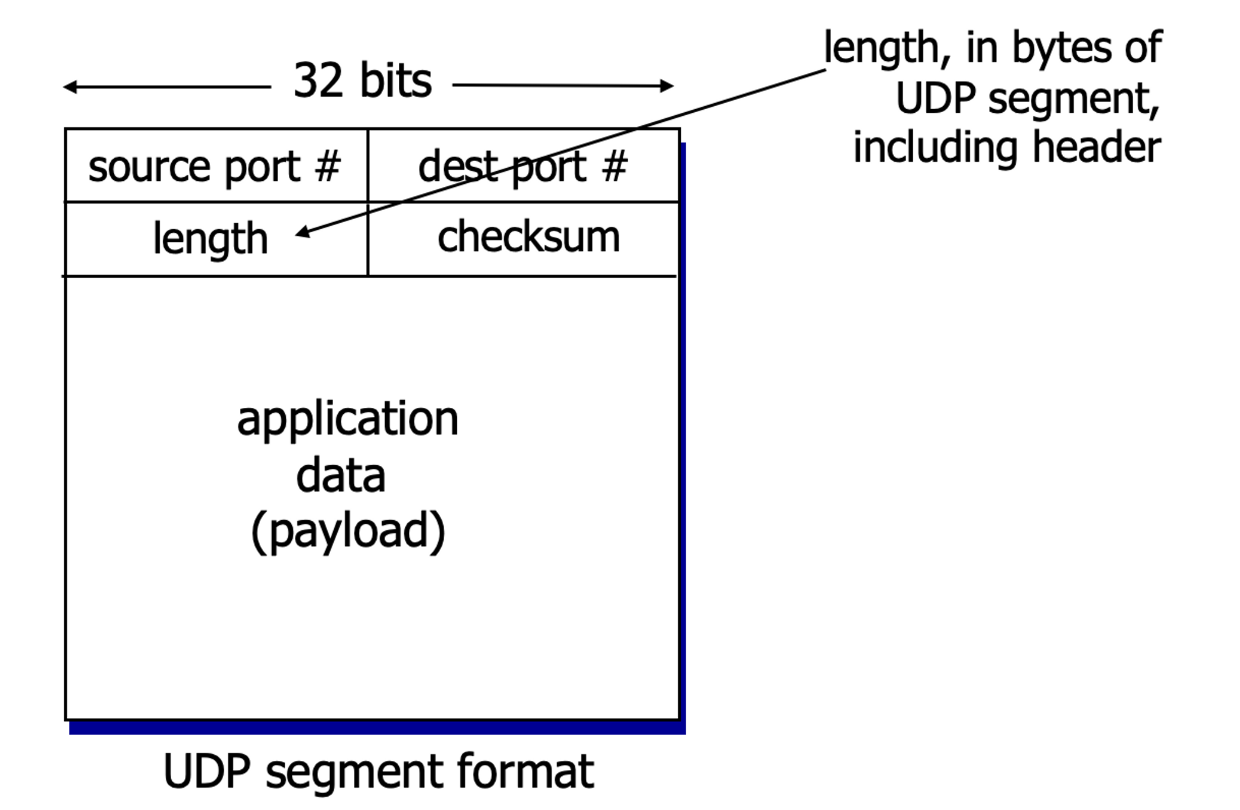 32 bits
length, in bytes of
UDP segment,
including header
source port #
dest port #
length
checksum
application
data
(payload)
UDP segment format